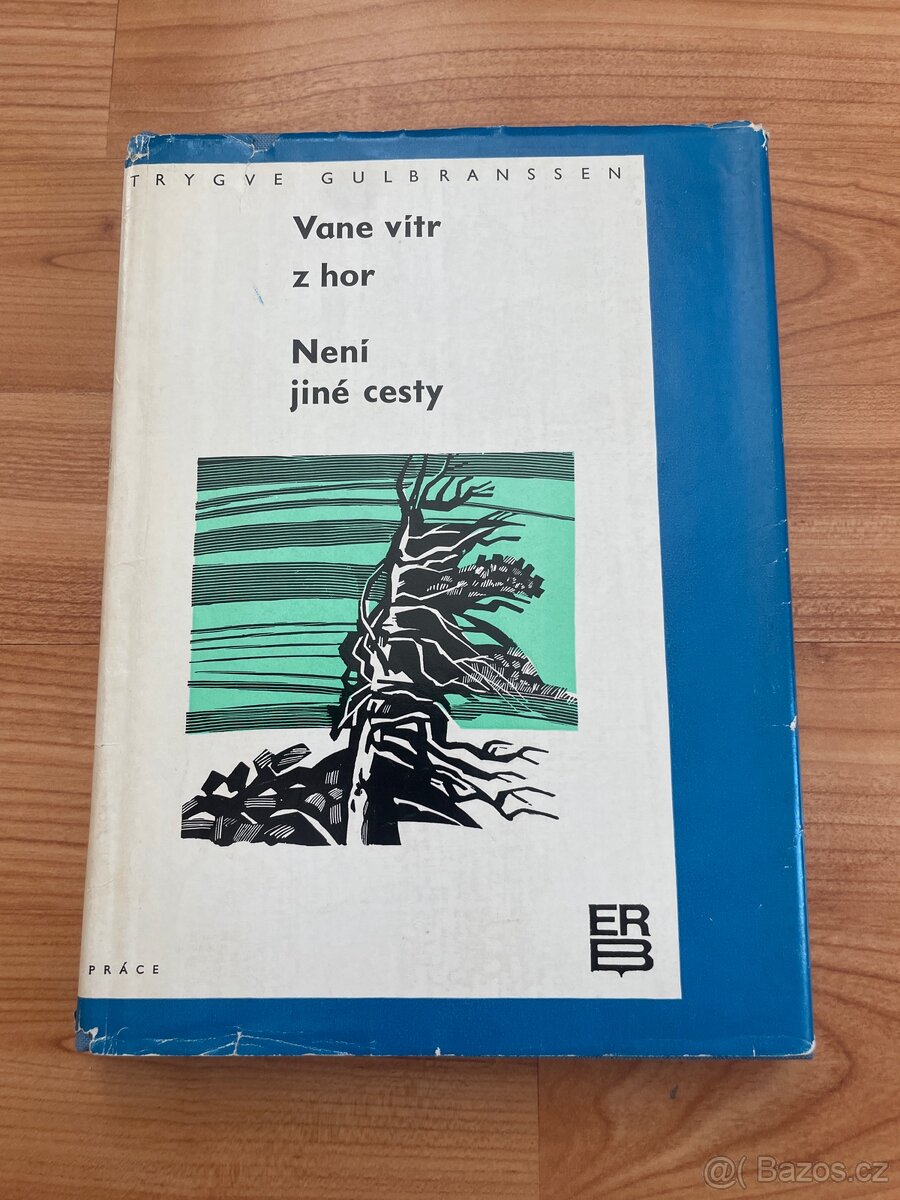 TRYGVE GULBRANSSEN
Vane vítr
z hor
Není
jiné cesty
ER
B
PRÁCE
@( Bazos.cz